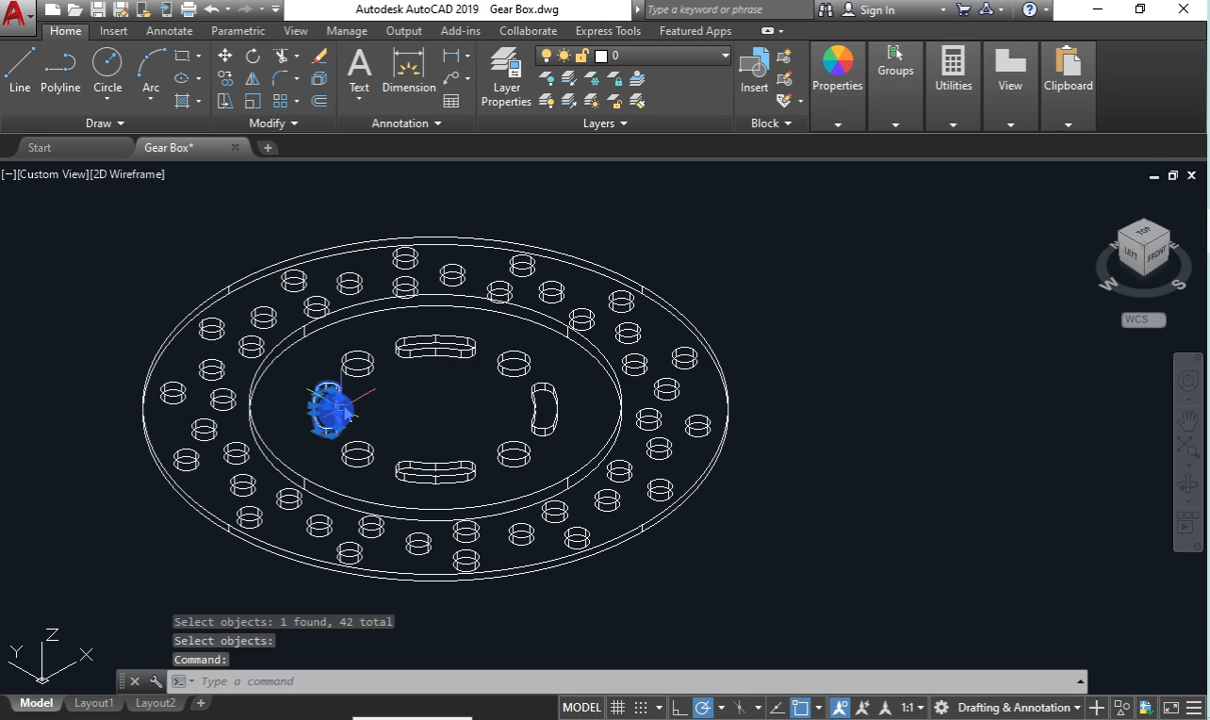 A Autodesk AutoCAD 2019 Gear Box.dwg Type a keyword or phrase Sign In ?
Home Insert Annotate Parametric View Manage Output Add-ins Collaborate Express Tools Featured Apps
0
Line Polyline Circle Arc Text Dimension Layer Properties Insert Properties Groups Utilities View Clipboard
Draw Modify Annotation Layers Block
Start Gear Box*
[−][Custom View][2D Wireframe]
N E
TOP
LEFT FRONT
W S
WCS
Select objects: 1 found, 42 total
Select objects:
Command:
Z
Y X
Type a command
Model Layout1 Layout2 + MODEL 1:1 Drafting & Annotation